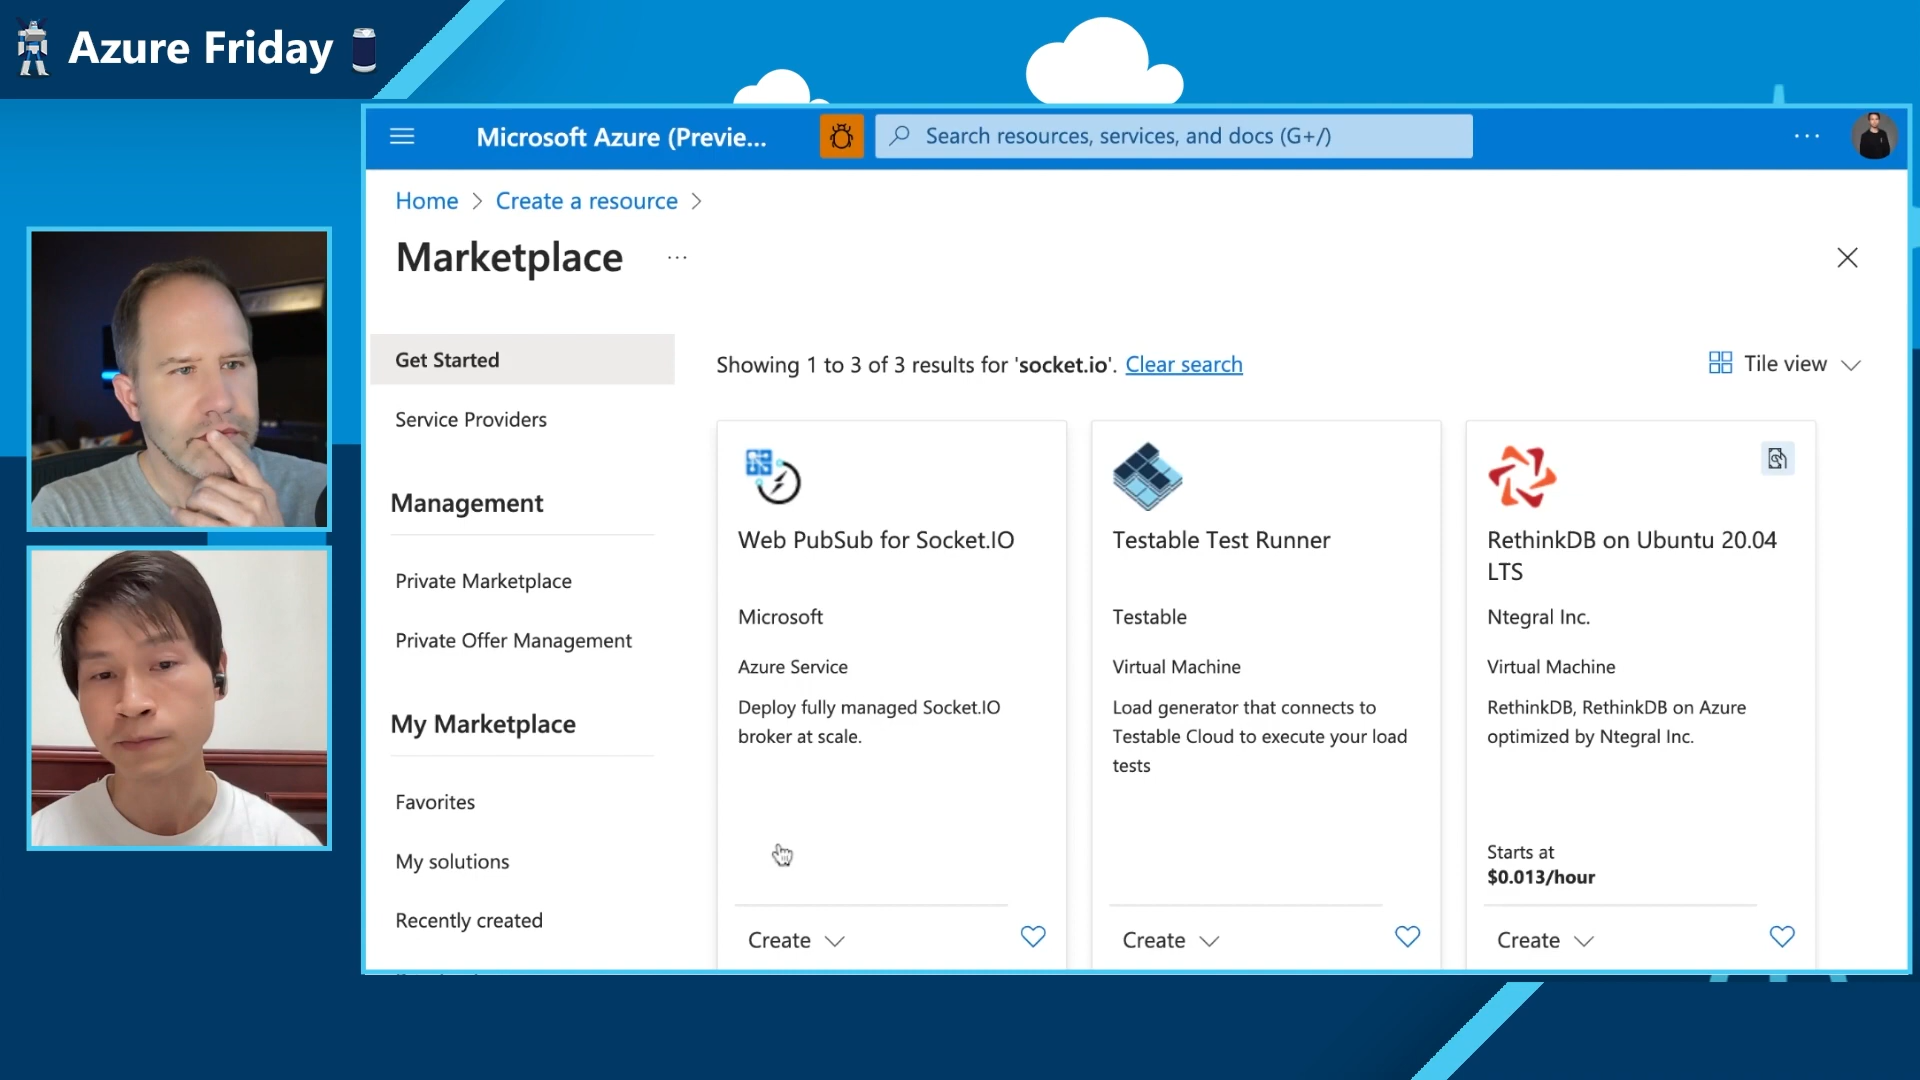 Azure Friday
Microsoft Azure (Previe...
Search resources, services, and docs (G+/)
Home
Create a resource
Marketplace
Get Started
Service Providers
Management
Private Marketplace
Private Offer Management
My Marketplace
Favorites
My solutions
Recently created
Showing 1 to 3 of 3 results for 'socket.io'. Clear search
Tile view
Web PubSub for Socket.IO
Microsoft
Azure Service
Deploy fully managed Socket.IO
broker at scale.
Create
Testable Test Runner
Testable
Virtual Machine
Load generator that connects to
Testable Cloud to execute your load
tests
Create
RethinkDB on Ubuntu 20.04
LTS
Ntegral Inc.
Virtual Machine
RethinkDB, RethinkDB on Azure
optimized by Ntegral Inc.
Starts at
$0.013/hour
Create